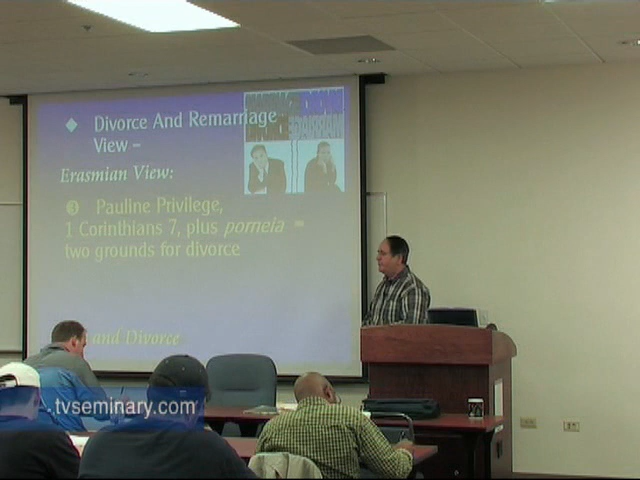 ◆ Divorce And Remarriage
View –
Erasmian View:
❸ Pauline Privilege,
1 Corinthians 7, plus porneia =
two grounds for divorce
and Divorce
.tvseminary.com